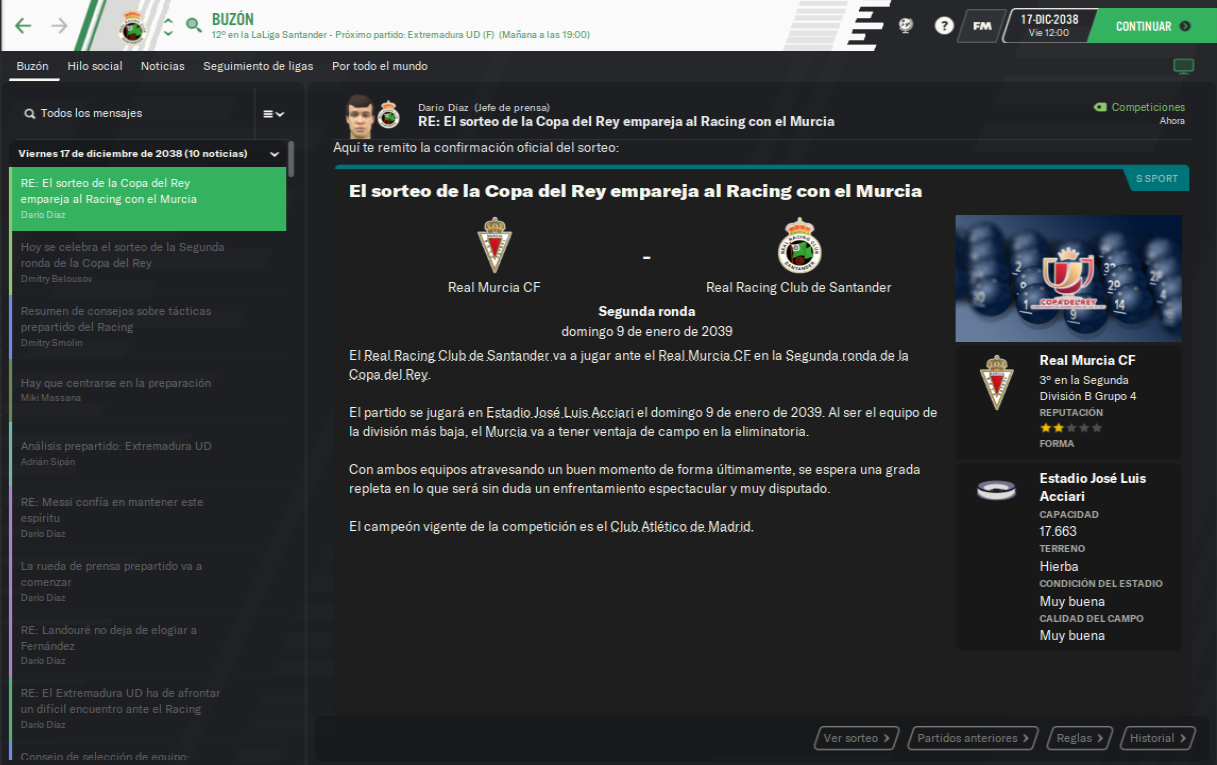 BUZÓN
12º en la LaLiga Santander - Próximo partido: Extremadura UD (F) (Mañana a las 19:00)
?
FM
17-DIC-2038
Vie 12:00
CONTINUAR
Buzón
Hilo social
Noticias
Seguimiento de ligas
Por todo el mundo
Todos los mensajes
Viernes 17 de diciembre de 2038 (10 noticias)
RE: El sorteo de la Copa del Rey
empareja al Racing con el Murcia
Darío Díaz
Hoy se celebra el sorteo de la Segunda
ronda de la Copa del Rey
Dmitry Belousov
Resumen de consejos sobre tácticas
prepartido del Racing
Dmitry Smolin
Hay que centrarse en la preparación
Miki Massana
Análisis prepartido: Extremadura UD
Adrián Sipán
RE: Messi confía en mantener este
espíritu
Darío Díaz
La rueda de prensa prepartido va a
comenzar
Darío Díaz
RE: Landouré no deja de elogiar a
Fernández
Darío Díaz
RE: El Extremadura UD ha de afrontar
un difícil encuentro ante el Racing
Darío Díaz
Consejo de selección de equipo:
Darío Díaz (Jefe de prensa)
RE: El sorteo de la Copa del Rey empareja al Racing con el Murcia
Competiciones
Ahora
Aquí te remito la confirmación oficial del sorteo:
S SPORT
El sorteo de la Copa del Rey empareja al Racing con el Murcia
Real Murcia CF
-
Real Racing Club de Santander
Segunda ronda
domingo 9 de enero de 2039
El Real Racing Club de Santander va a jugar ante el Real Murcia CF en la Segunda ronda de la
Copa del Rey.
El partido se jugará en Estadio José Luis Acciari el domingo 9 de enero de 2039. Al ser el equipo de
la división más baja, el Murcia va a tener ventaja de campo en la eliminatoria.
Con ambos equipos atravesando un buen momento de forma últimamente, se espera una grada
repleta en lo que será sin duda un enfrentamiento espectacular y muy disputado.
El campeón vigente de la competición es el Club Atlético de Madrid.
COPA DEL REY
Real Murcia CF
3º en la Segunda
División B Grupo 4
REPUTACIÓN
FORMA
Estadio José Luis
Acciari
CAPACIDAD
17.663
TERRENO
Hierba
CONDICIÓN DEL ESTADIO
Muy buena
CALIDAD DEL CAMPO
Muy buena
Ver sorteo
Partidos anteriores
Reglas
Historial